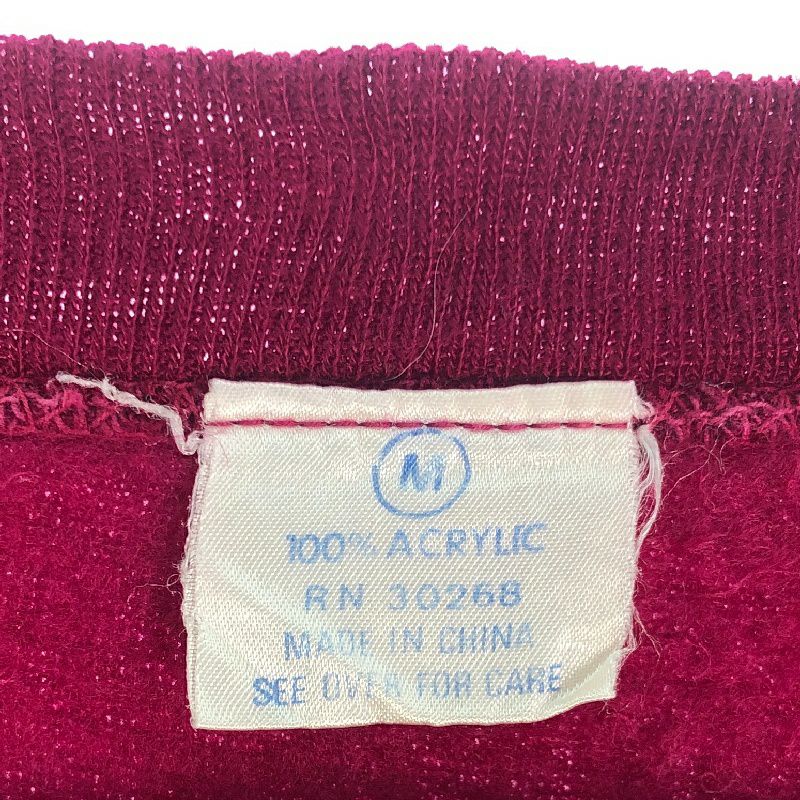 M
100% ACRYLIC
RN 30268
MADE IN CHINA
SEE OVER FOR CARE